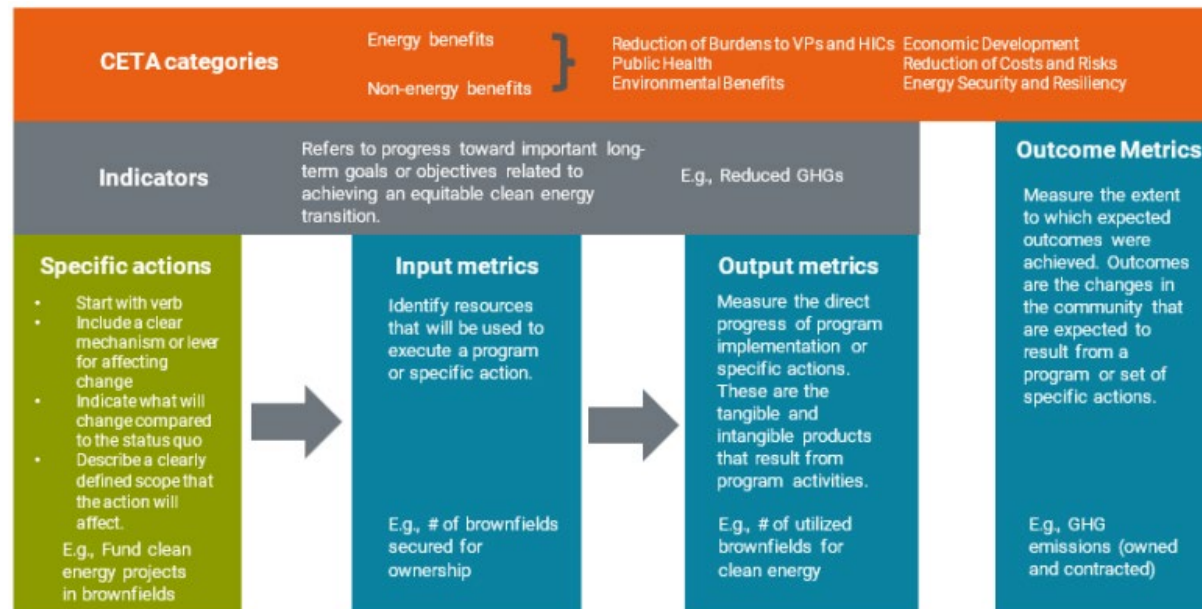 CETA categories
Energy benefits
Non-energy benefits
Reduction of Burdens to VPs and HICs
Public Health
Environmental Benefits
Economic Development
Reduction of Costs and Risks
Energy Security and Resiliency
Indicators
Refers to progress toward important long-
term goals or objectives related to
achieving an equitable clean energy
transition.
E.g., Reduced GHGs
Specific actions
• Start with verb
• Include a clear
mechanism or lever
for affecting
change
• Indicate what will
change compared
to the status quo
• Describe a clearly
defined scope that
the action will
affect.
E.g., Fund clean
energy projects
in brownfields
Input metrics
Identify resources
that will be used to
execute a program
or specific action.
E.g., # of brownfields
secured for
ownership
Output metrics
Measure the direct
progress of program
implementation or
specific actions.
These are the
tangible and
intangible products
that result from
program activities.
E.g., # of utilized
brownfields for
clean energy
Outcome Metrics
Measure the extent
to which expected
outcomes were
achieved. Outcomes
are the changes in
the community that
are expected to
result from a
program or set of
specific actions.
E.g., GHG
emissions (owned
and contracted)